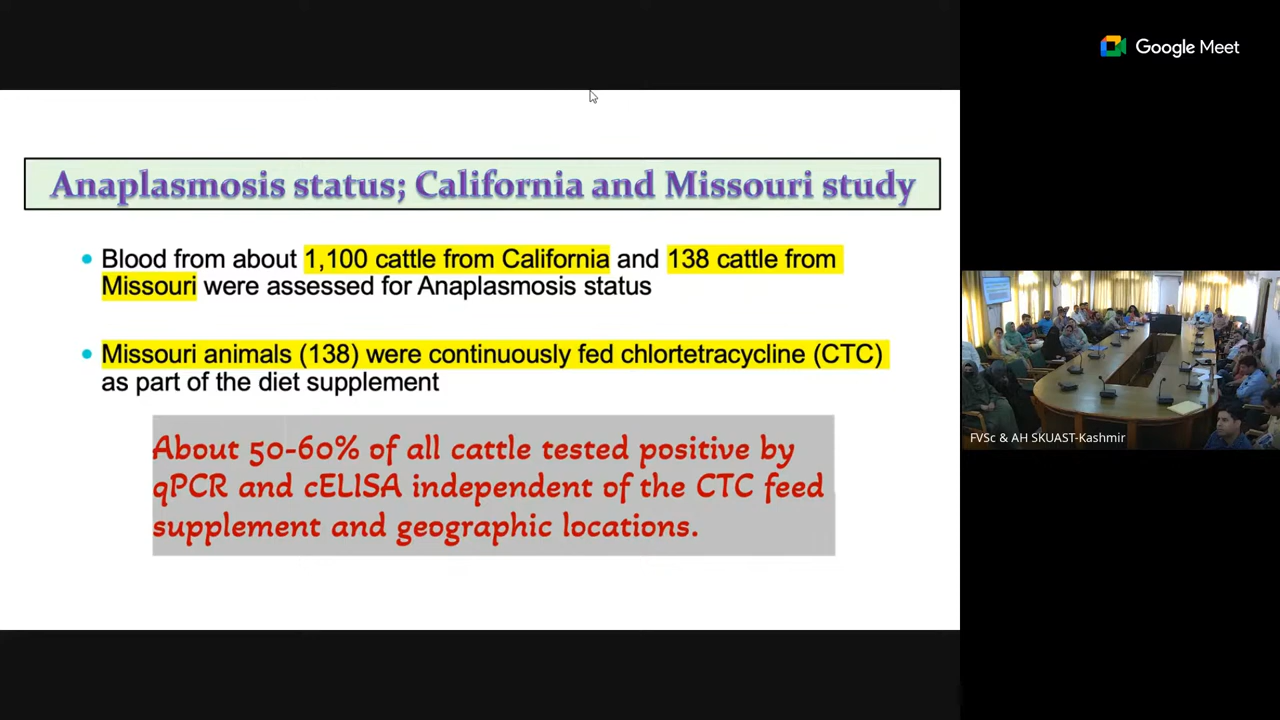 Google Meet
Anaplasmosis status; California and Missouri study
• Blood from about 1,100 cattle from California and 138 cattle from
Missouri were assessed for Anaplasmosis status
• Missouri animals (138) were continuously fed chlortetracycline (CTC)
as part of the diet supplement
About 50-60% of all cattle tested positive by
qPCR and cELISA independent of the CTC feed
supplement and geographic locations.
FVSc & AH SKUAST-Kashmir